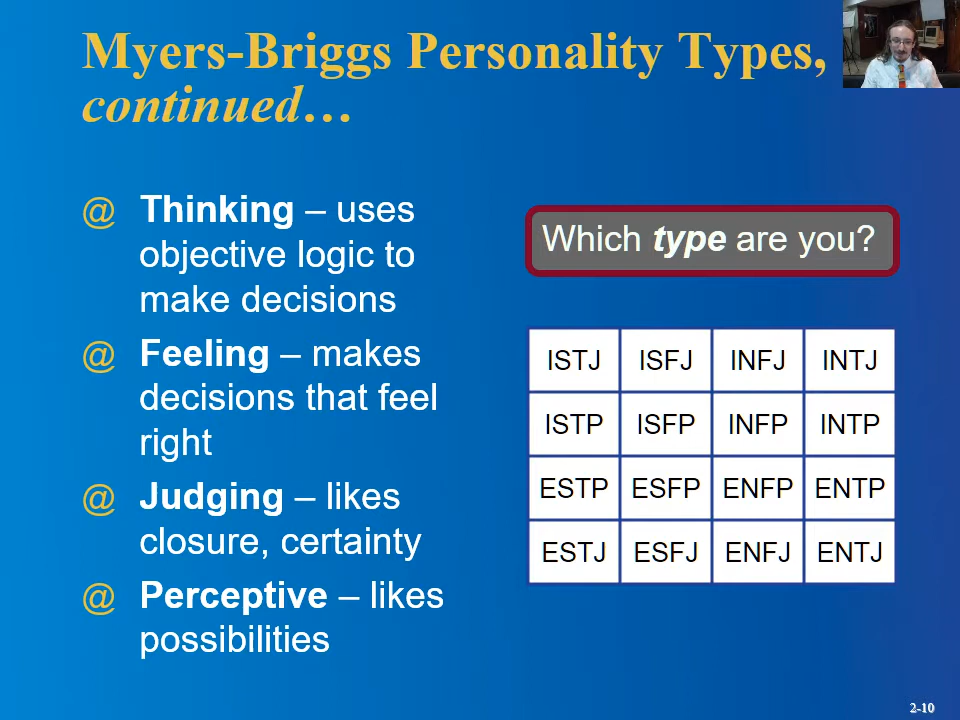 Myers-Briggs Personality Types,
continued…
@ Thinking – uses
objective logic to
make decisions
@ Feeling – makes
decisions that feel
right
@ Judging – likes
closure, certainty
@ Perceptive – likes
possibilities
Which type are you?
ISTJ ISFJ INFJ INTJ
ISTP ISFP INFP INTP
ESTP ESFP ENFP ENTP
ESTJ ESFJ ENFJ ENTJ
2-10